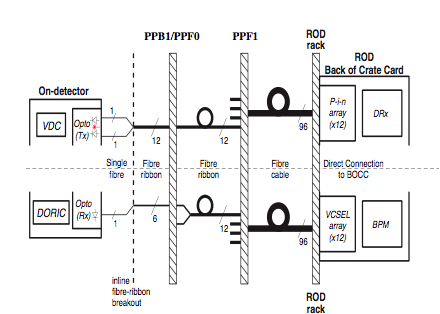 PPB1/PPF0
PPF1
ROD
rack
ROD
Back of Crate Card
On-detector
VDC
Opto
(Tx)
1
1
12
12
96
P-i-n
array
(x12)
DRx
Single
fibre
Fibre
ribbon
Fibre
ribbon
Fibre
cable
Direct Connection
to BOCC
DORIC
Opto
(Rx)
1
6
12
96
VCSEL
array
(x12)
BPM
inline
fibre-ribbon
breakout
ROD
rack